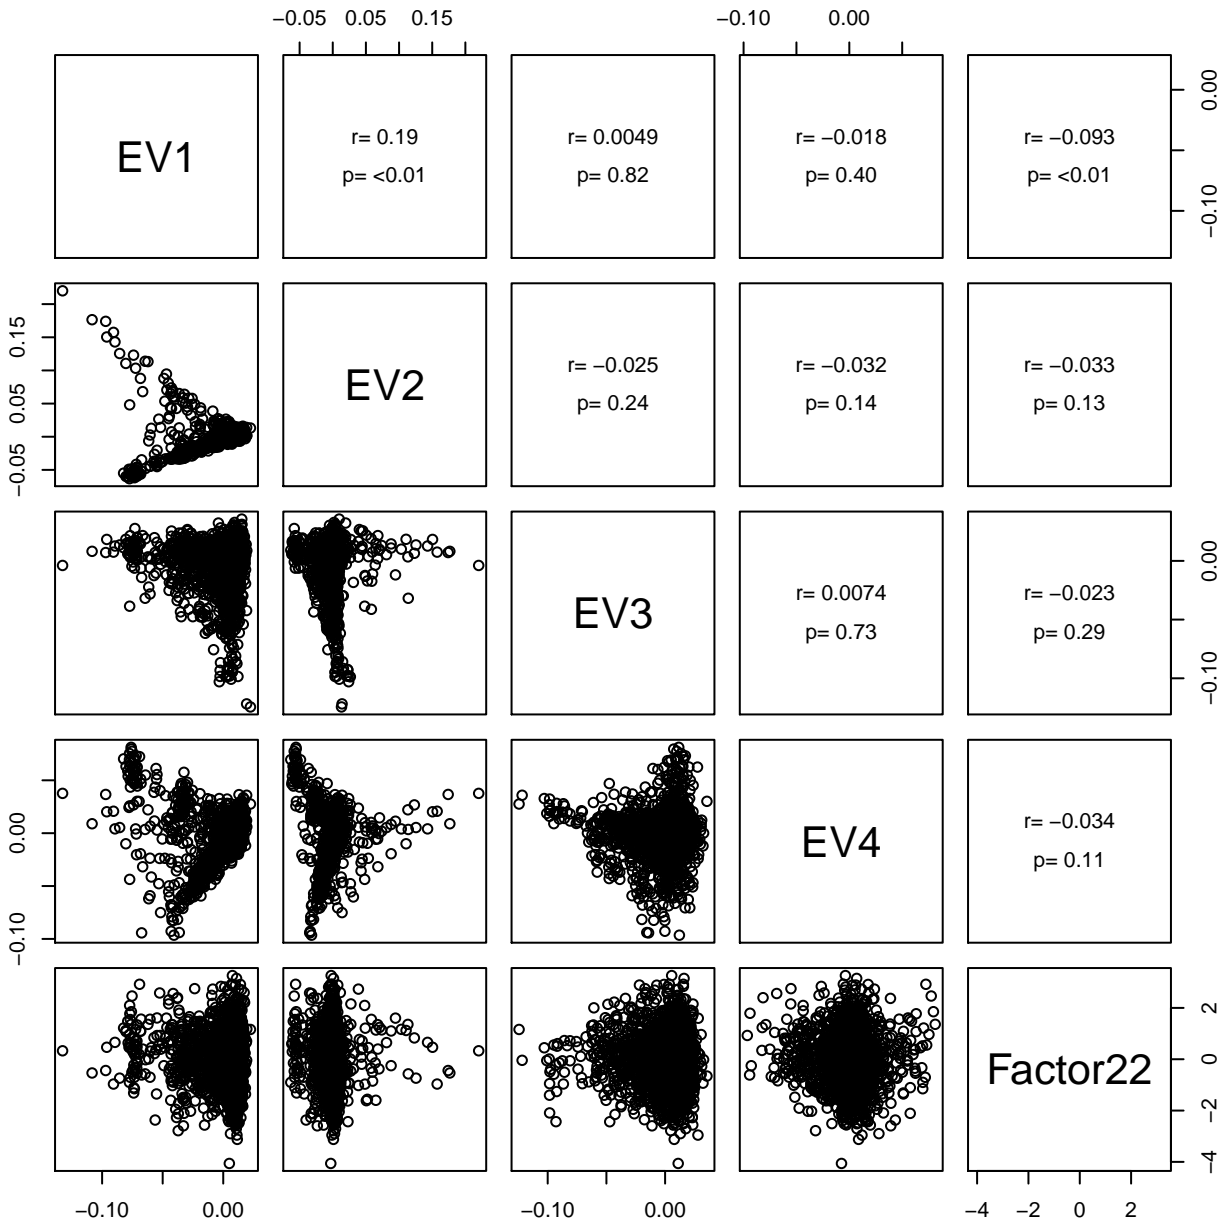 −0.05 0.05 0.15 −0.10 0.00
EV1
r= 0.19
p= <0.01
r= 0.0049
p= 0.82
r= −0.018
p= 0.40
r= −0.093
p= <0.01
0.00
−0.10
0.15
0.05
−0.05
EV2
r= −0.025
p= 0.24
r= −0.032
p= 0.14
r= −0.033
p= 0.13
EV3
r= 0.0074
p= 0.73
r= −0.023
p= 0.29
0.00
−0.10
0.00
−0.10
EV4
r= −0.034
p= 0.11
Factor22
2
0
−2
−4
−0.10 0.00 −0.10 0.00 −4 −2 0 2